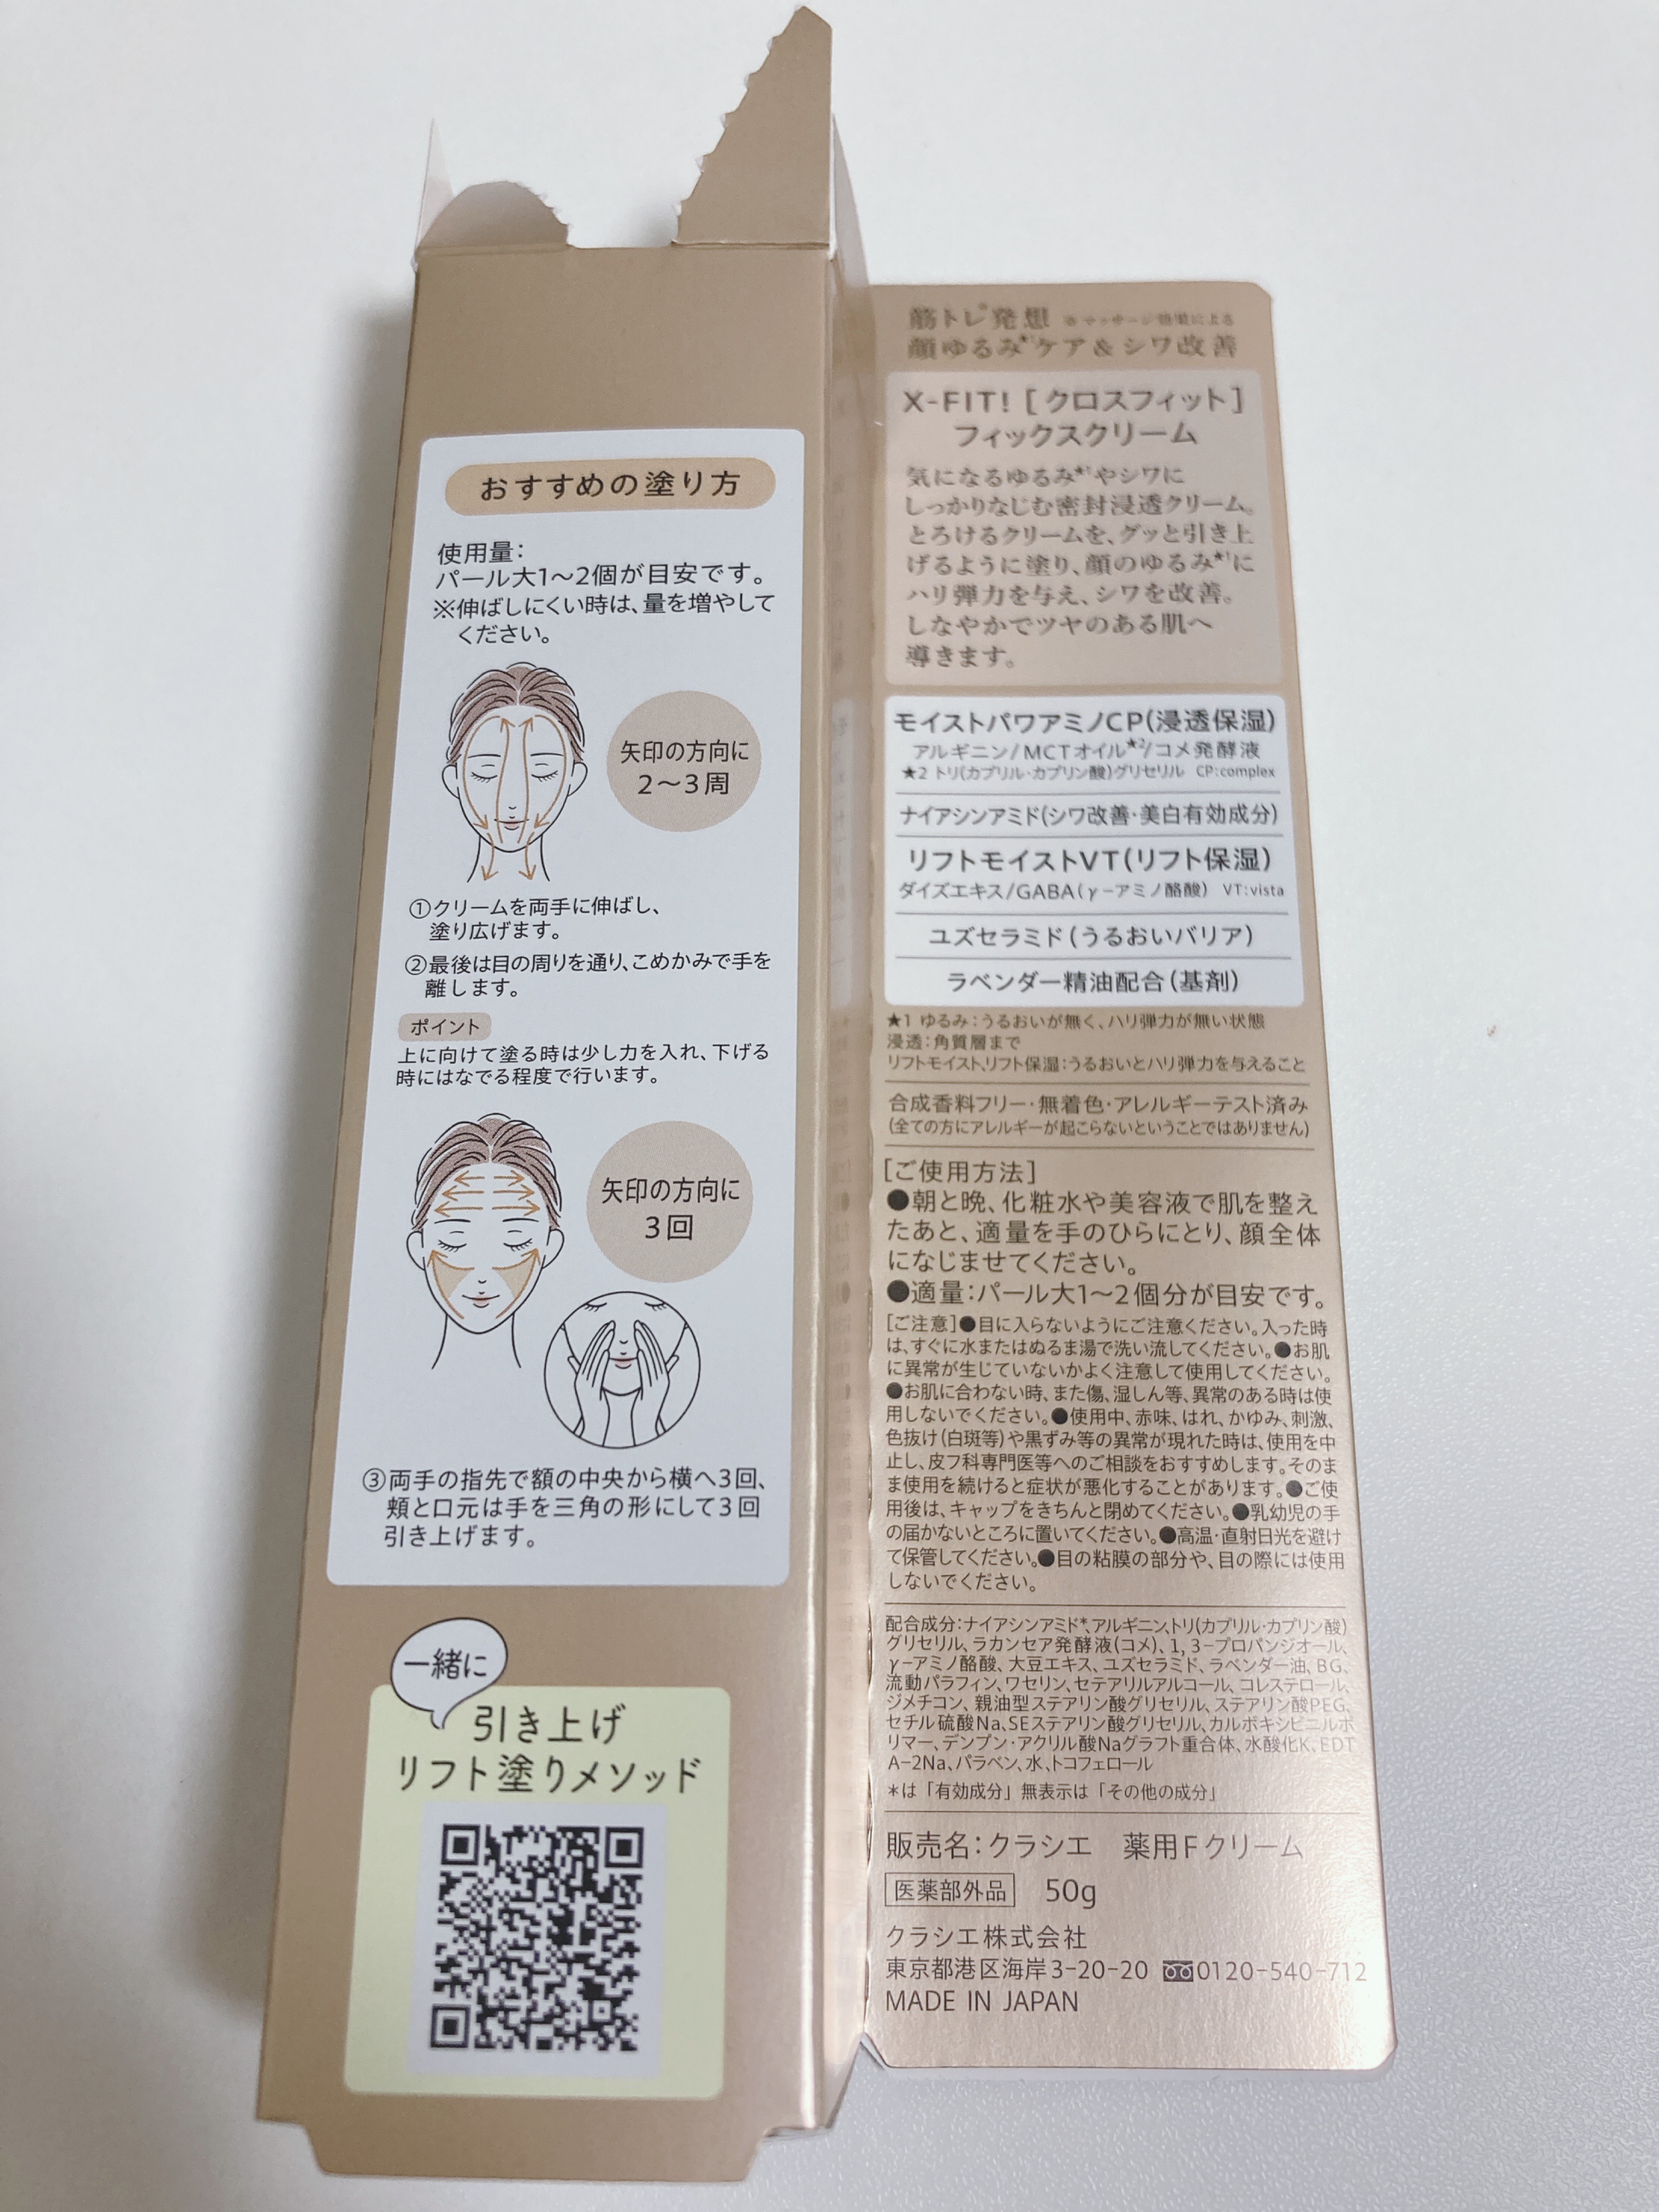 おすすめの塗り方
使用量：
パール大1〜2個が目安です。
※伸ばしにくい時は、量を増やして
ください。
矢印の方向に
2〜3周
①クリームを両手に伸ばし、
塗り広げます。
②最後は目の周りを通り、こめかみで手を
離します。
ポイント
上に向けて塗る時は少し力を入れ、下げる
時にはなでる程度で行います。
矢印の方向に
3回
③両手の指先で額の中央から横へ3回、
頬と口元は手を三角の形にして3回
引き上げます。
一緒に
引き上げ
リフト塗りメソッド
筋トレ※発想 ※マッサージ効果による
顔ゆるみ★1ケア＆シワ改善
X-FIT! [クロスフィット]
フィックスクリーム
気になるゆるみ★1やシワに
しっかりなじむ密封浸透クリーム。
とろけるクリームを、グッと引き上
げるように塗り、顔のゆるみ★1に
ハリ弾力を与え、シワを改善。
しなやかでツヤのある肌へ
導きます。
モイストパワアミノCP(浸透保湿)
アルギニン/MCTオイル★2/コメ発酵液
★2 トリ(カプリル・カプリン酸)グリセリル CP:complex
ナイアシンアミド(シワ改善・美白有効成分)
リフトモイストVT(リフト保湿)
ダイズエキス/GABA(γ-アミノ酪酸) VT:vista
ユズセラミド(うるおいバリア)
ラベンダー精油配合(基剤)
★1 ゆるみ：うるおいが無く、ハリ弾力が無い状態
浸透：角質層まで
リフトモイスト、リフト保湿：うるおいとハリ弾力を与えること
合成香料フリー・無着色・アレルギーテスト済み
(全ての方にアレルギーが起こらないということではありません)
[ご使用方法]
●朝と晩、化粧水や美容液で肌を整え
たあと、適量を手のひらにとり、顔全体
になじませてください。
●適量：パール大1〜2個分が目安です。
[ご注意]●目に入らないようにご注意ください。入った時
は、すぐに水またはぬるま湯で洗い流してください。●お肌
に異常が生じていないかよく注意して使用してください。
●お肌に合わない時、また傷、湿しん等、異常のある時は使
用しないでください。●使用中、赤味、はれ、かゆみ、刺激、
色抜け(白斑等)や黒ずみ等の異常が現れた時は、使用を中
止し、皮フ科専門医等へのご相談をおすすめします。そのま
ま使用を続けると症状が悪化することがあります。●ご使
用後は、キャップをきちんと閉めてください。●乳幼児の手
の届かないところに置いてください。●高温・直射日光を避け
て保管してください。●目の粘膜の部分や、目の際には使用
しないでください。
配合成分：ナイアシンアミド*、アルギニン、トリ(カプリル・カプリン酸)
グリセリル、ラカンセア発酵液(コメ)、1,3-プロパンジオール、
γ-アミノ酪酸、大豆エキス、ユズセラミド、ラベンダー油、BG、
流動パラフィン、ワセリン、セテアリルアルコール、コレステロール、
ジメチコン、親油型ステアリン酸グリセリル、ステアリン酸PEG、
セチル硫酸Na、SEステアリン酸グリセリル、カルボキシビニルポ
リマー、デンプン・アクリル酸Naグラフト重合体、水酸化K、EDT
A-2Na、パラベン、水、トコフェロール
*は「有効成分」無表示は「その他の成分」
販売名：クラシエ 薬用Fクリーム
医薬部外品 50g
クラシエ株式会社
東京都港区海岸3-20-20 0120-540-712
MADE IN JAPAN